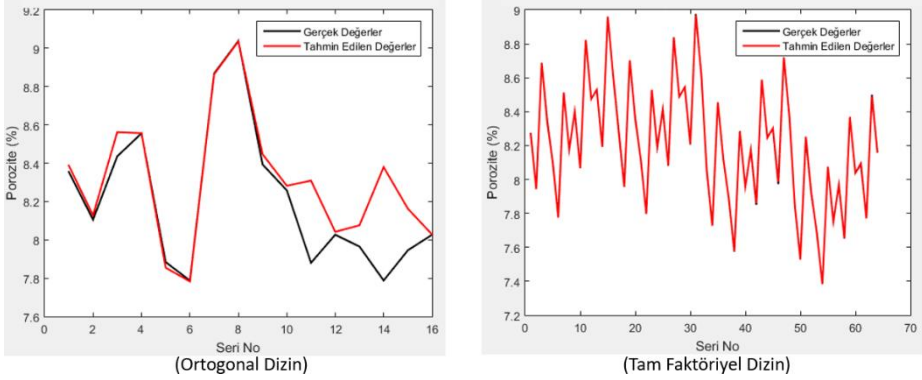 9.2
9
8.8
8.6
8.4
8.2
8
7.8
7.6
Porozite (%)
Gerçek Değerler
Tahmin Edilen Değerler
0 2 4 6 8 10 12 14 16
Seri No
(Ortogonal Dizin)
9
8.8
8.6
8.4
8.2
8
7.8
7.6
7.4
7.2
Porozite (%)
Gerçek Değerler
Tahmin Edilen Değerler
0 10 20 30 40 50 60 70
Seri No
(Tam Faktöriyel Dizin)